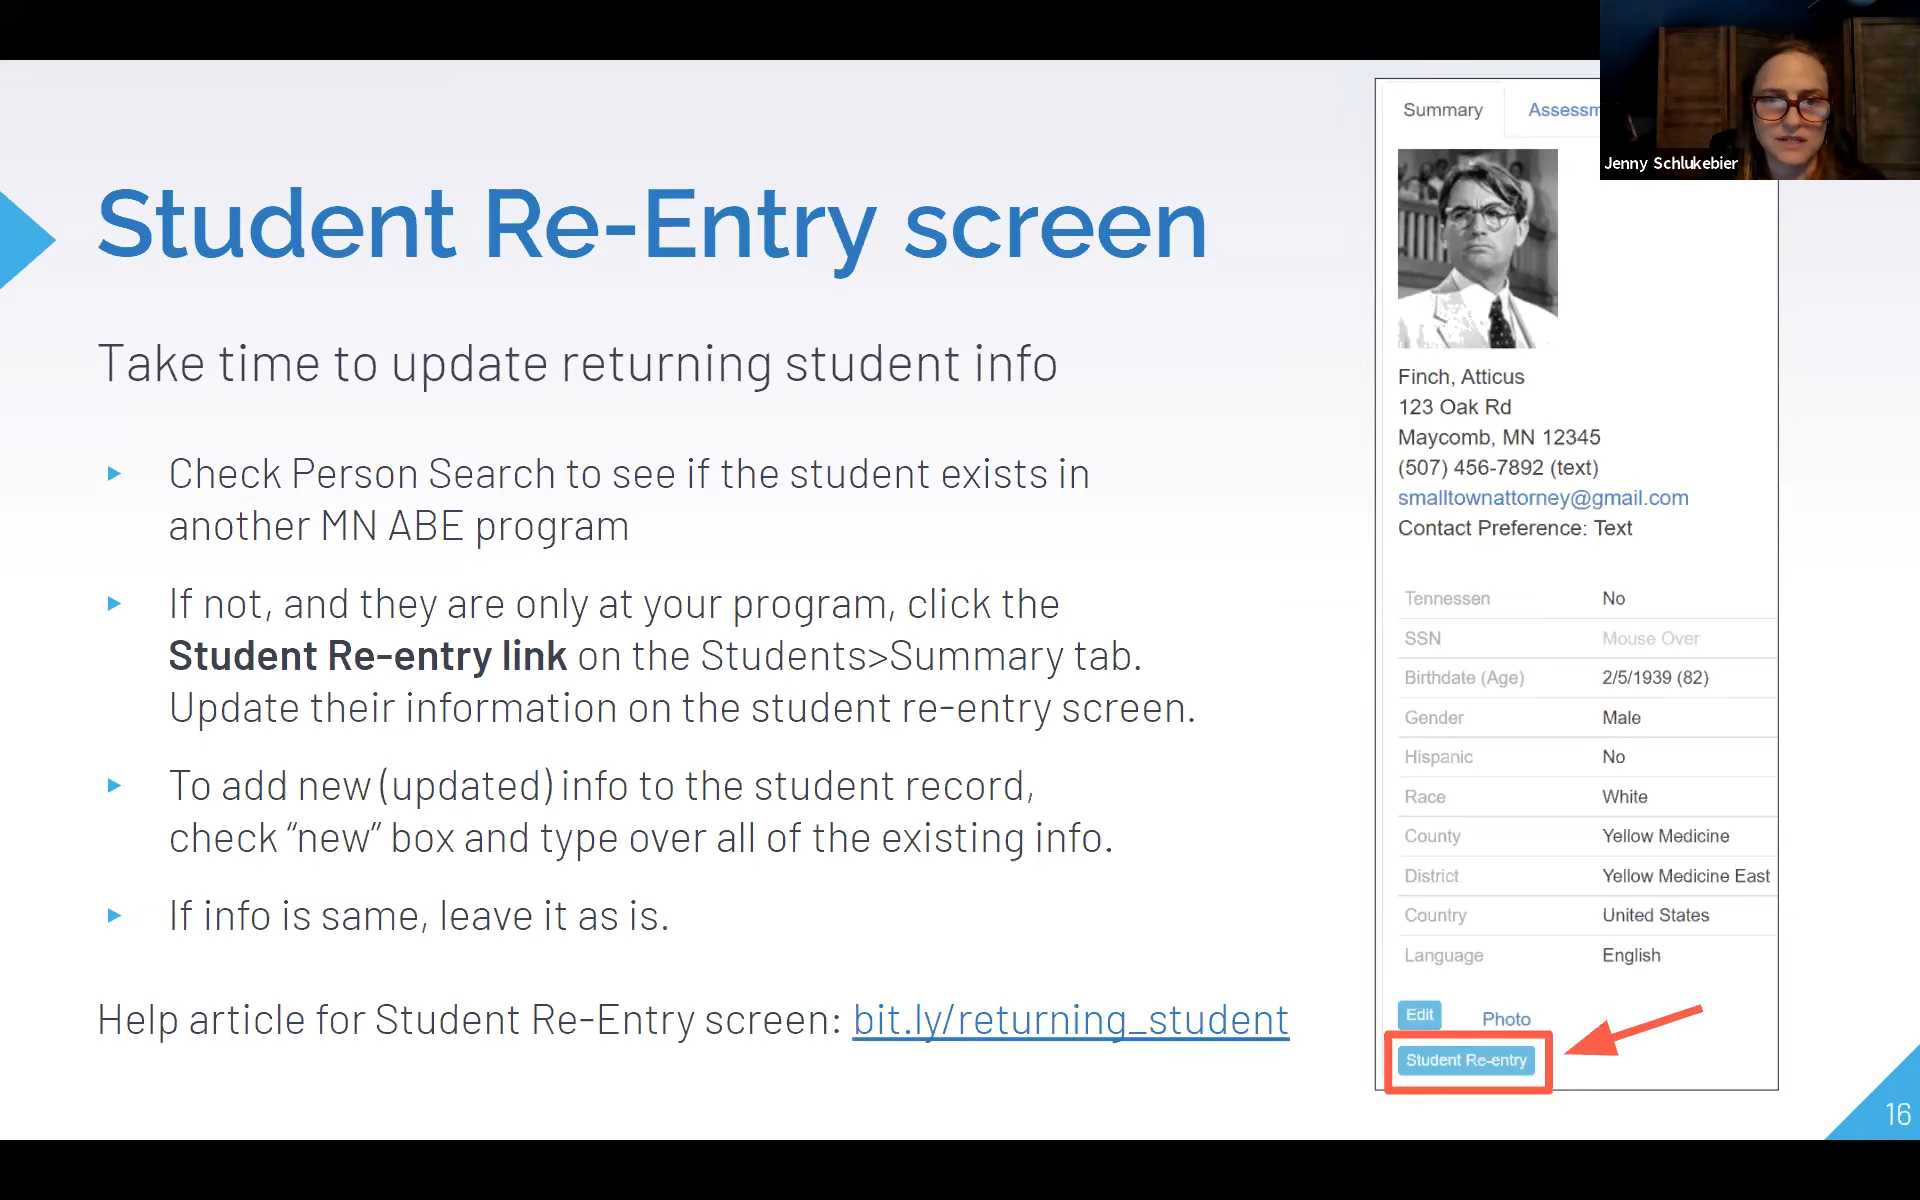 Student Re-Entry screen
Take time to update returning student info
Check Person Search to see if the student exists in
another MN ABE program
If not, and they are only at your program, click the
Student Re-entry link on the Students>Summary tab.
Update their information on the student re-entry screen.
To add new (updated) info to the student record,
check “new” box and type over all of the existing info.
If info is same, leave it as is.
Help article for Student Re-Entry screen: bit.ly/returning_student
Summary Assessm
Jenny Schlukebier
Finch, Atticus
123 Oak Rd
Maycomb, MN 12345
(507) 456-7892 (text)
smalltownattorney@gmail.com
Contact Preference: Text
Tennessen No
SSN Mouse Over
Birthdate (Age) 2/5/1939 (82)
Gender Male
Hispanic No
Race White
County Yellow Medicine
District Yellow Medicine East
Country United States
Language English
Edit Photo
Student Re-entry
16